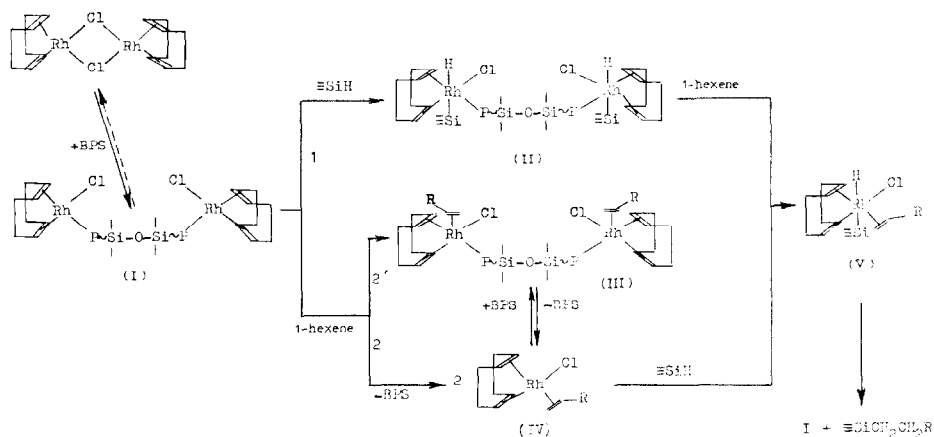 Cl
Rh Rh
Cl
+BPS
Cl Cl
Rh Rh
P~Si-O-Si~P
(I)
≡SiH
1
H H
Cl Cl
Rh Rh
≡Si ≡Si
P~Si-O-Si~P
(II)
1-hexene
R R
Cl Cl
Rh Rh
P~Si-O-Si~P
(III)
2'
1-hexene
2
-BPS
+BPS -BPS
2
Cl
Rh
R
(IV)
≡SiH
H
Cl
Rh
≡Si
R
(V)
I + ≡SiCH₂CH₂R